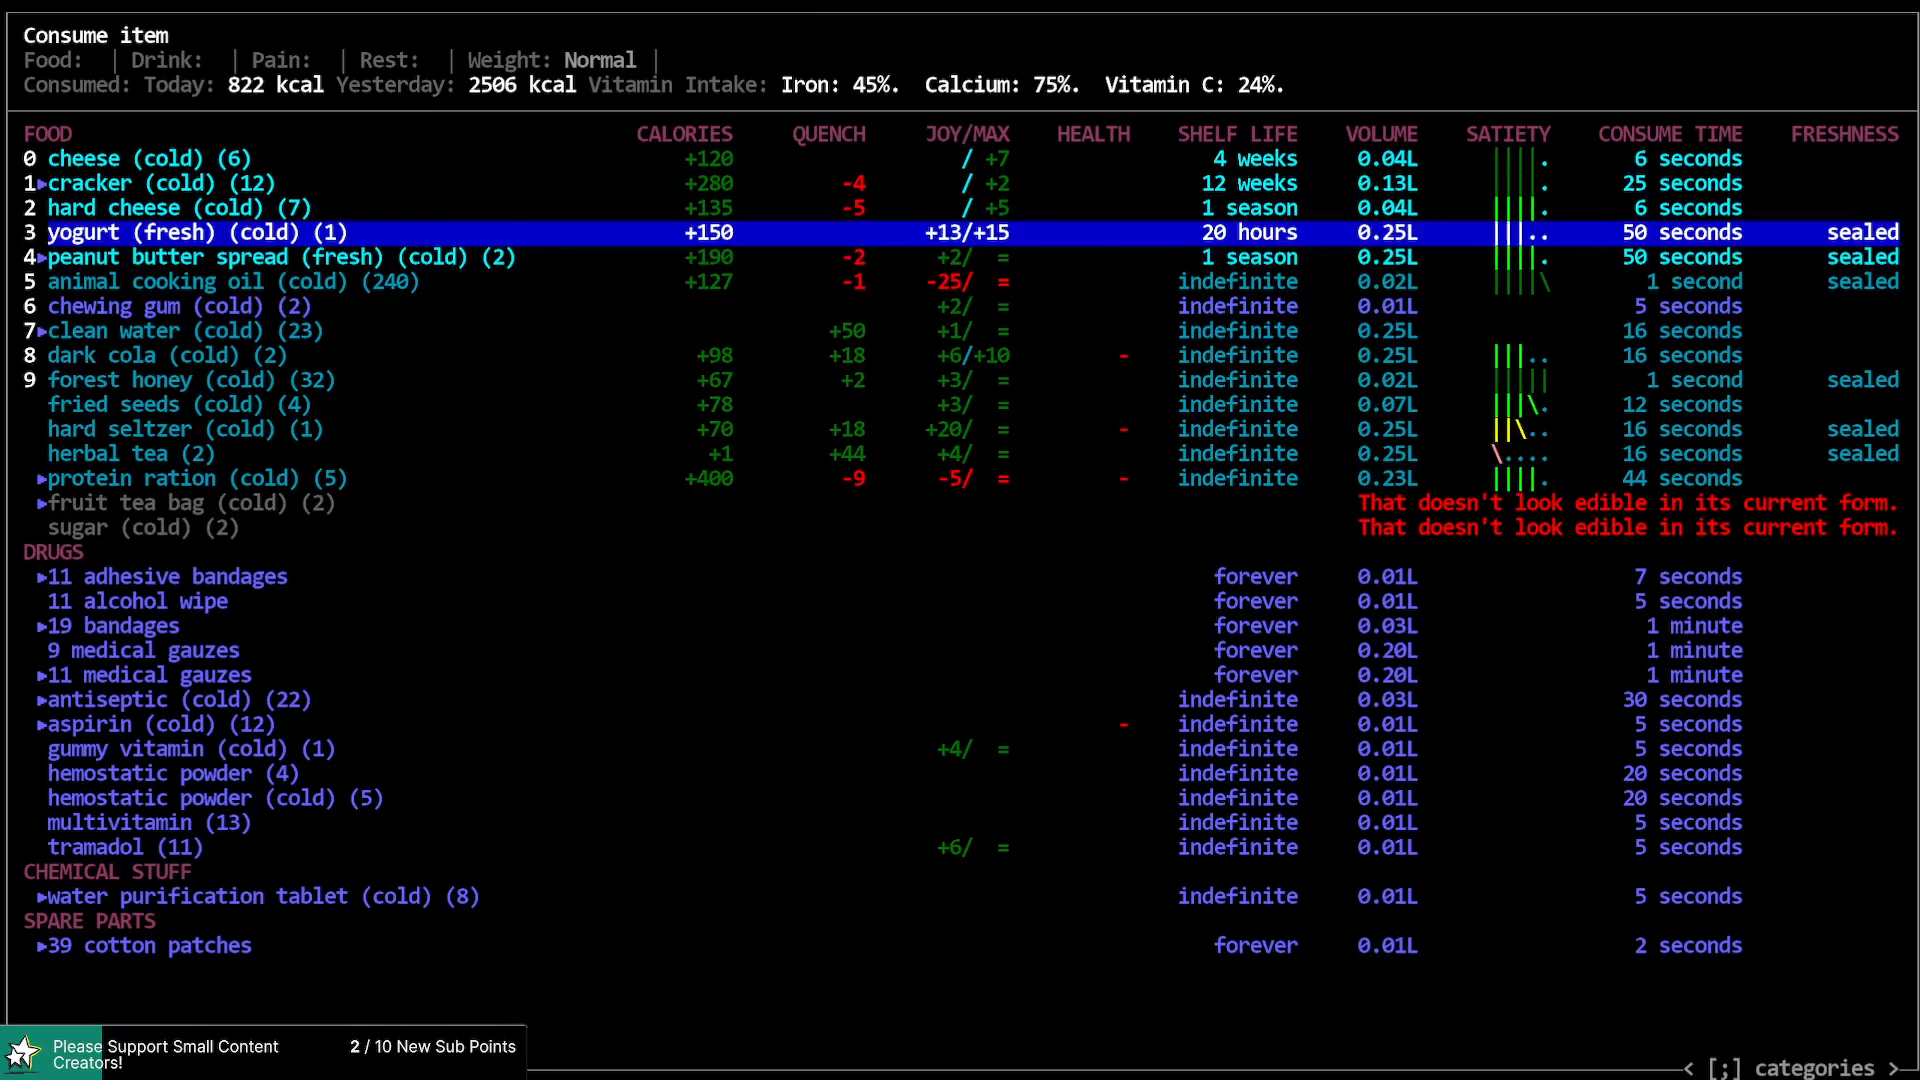 Consume item
Food: | Drink: | Pain: | Rest: | Weight: Normal |
Consumed: Today: 822 kcal Yesterday: 2506 kcal Vitamin Intake: Iron: 45%. Calcium: 75%. Vitamin C: 24%.
FOOD CALORIES QUENCH JOY/MAX HEALTH SHELF LIFE VOLUME SATIETY CONSUME TIME FRESHNESS
0 cheese (cold) (6) +120 / +7 4 weeks 0.04L ||||. 6 seconds
1▸cracker (cold) (12) +280 -4 / +2 12 weeks 0.13L ||||. 25 seconds
2 hard cheese (cold) (7) +135 -5 / +5 1 season 0.04L ||||. 6 seconds
3 yogurt (fresh) (cold) (1) +150 +13/+15 20 hours 0.25L |||.. 50 seconds sealed
4▸peanut butter spread (fresh) (cold) (2) +190 -2 +2/ = 1 season 0.25L ||||. 50 seconds sealed
5 animal cooking oil (cold) (240) +127 -1 -25/ = indefinite 0.02L ||||\ 1 second sealed
6 chewing gum (cold) (2) +2/ = indefinite 0.01L 5 seconds
7▸clean water (cold) (23) +50 +1/ = indefinite 0.25L 16 seconds
8 dark cola (cold) (2) +98 +18 +6/+10 - indefinite 0.25L |||.. 16 seconds
9 forest honey (cold) (32) +67 +2 +3/ = indefinite 0.02L ||||| 1 second sealed
fried seeds (cold) (4) +78 +3/ = indefinite 0.07L |||\. 12 seconds
hard seltzer (cold) (1) +70 +18 +20/ = - indefinite 0.25L ||\.. 16 seconds sealed
herbal tea (2) +1 +44 +4/ = indefinite 0.25L \.... 16 seconds sealed
▸protein ration (cold) (5) +400 -9 -5/ = - indefinite 0.23L ||||. 44 seconds
▸fruit tea bag (cold) (2) That doesn't look edible in its current form.
sugar (cold) (2) That doesn't look edible in its current form.
DRUGS
▸11 adhesive bandages forever 0.01L 7 seconds
11 alcohol wipe forever 0.01L 5 seconds
▸19 bandages forever 0.03L 1 minute
9 medical gauzes forever 0.20L 1 minute
▸11 medical gauzes forever 0.20L 1 minute
▸antiseptic (cold) (22) indefinite 0.03L 30 seconds
▸aspirin (cold) (12) - indefinite 0.01L 5 seconds
gummy vitamin (cold) (1) +4/ = indefinite 0.01L 5 seconds
hemostatic powder (4) indefinite 0.01L 20 seconds
hemostatic powder (cold) (5) indefinite 0.01L 20 seconds
multivitamin (13) indefinite 0.01L 5 seconds
tramadol (11) +6/ = indefinite 0.01L 5 seconds
CHEMICAL STUFF
▸water purification tablet (cold) (8) indefinite 0.01L 5 seconds
SPARE PARTS
▸39 cotton patches forever 0.01L 2 seconds
Please Support Small Content Creators! 2 / 10 New Sub Points
< [;] categories >